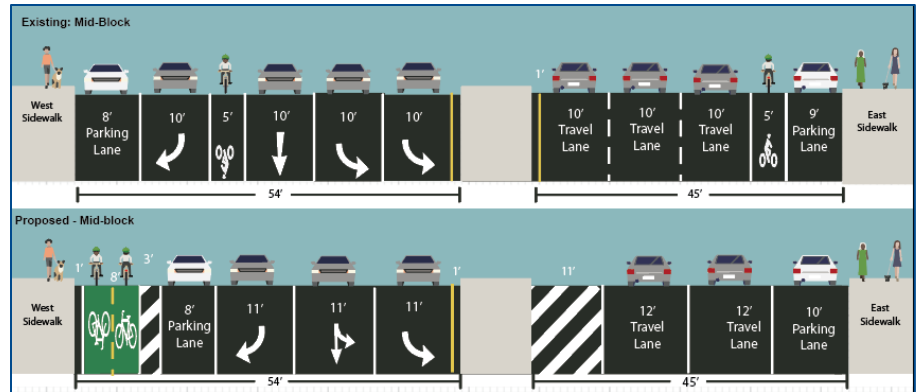 Existing: Mid-Block
West
Sidewalk
8'
Parking
Lane
10'
5'
10'
10'
10'
54'
1'
10'
Travel
Lane
10'
Travel
Lane
10'
Travel
Lane
5'
9'
Parking
Lane
45'
East
Sidewalk
Proposed - Mid-block
West
Sidewalk
1'
8'
3'
8'
Parking
Lane
11'
11'
11'
1'
54'
11'
12'
Travel
Lane
12'
Travel
Lane
10'
Parking
Lane
45'
East
Sidewalk